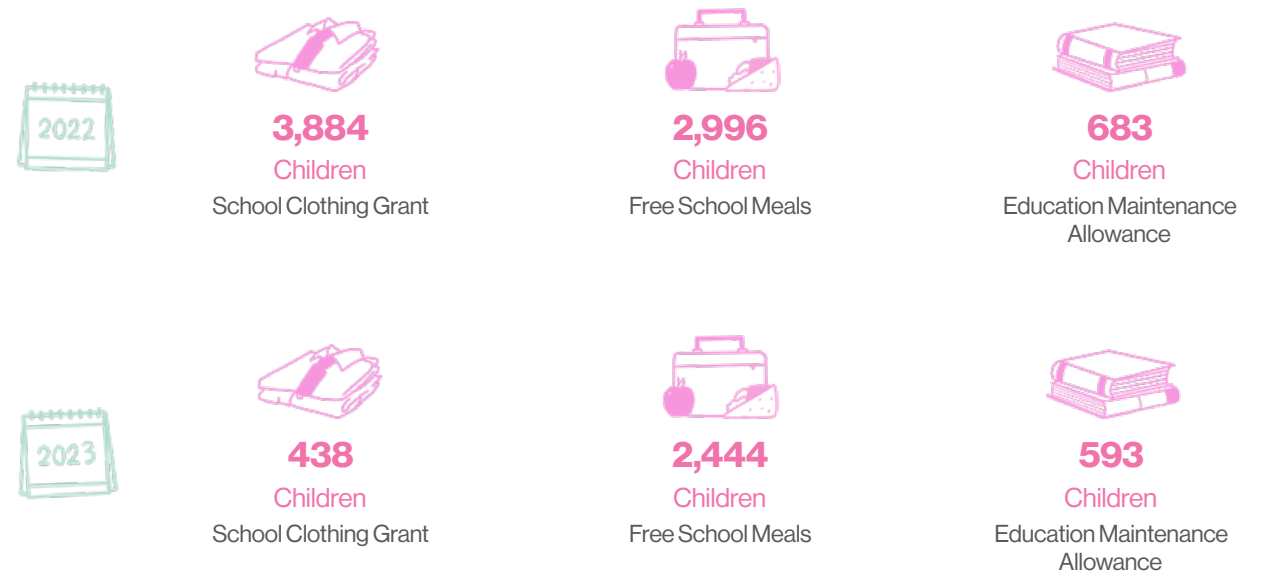 2022
3,884
Children
School Clothing Grant
2,996
Children
Free School Meals
683
Children
Education Maintenance
Allowance
2023
438
Children
School Clothing Grant
2,444
Children
Free School Meals
593
Children
Education Maintenance
Allowance